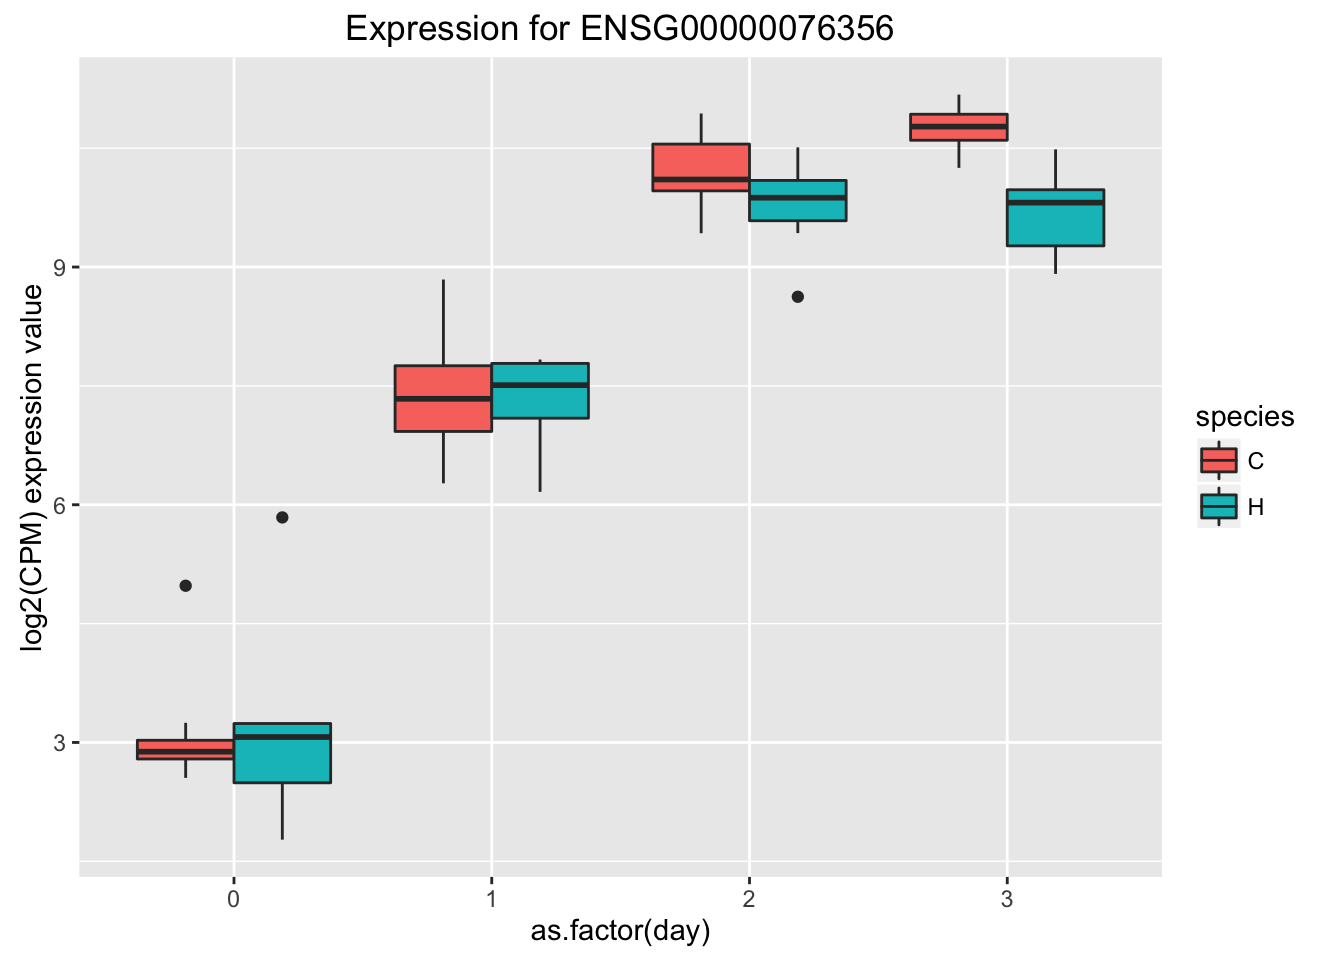 Expression for ENSG00000076356
log2(CPM) expression value
9
6
3
0
1
2
3
as.factor(day)
species
C
H